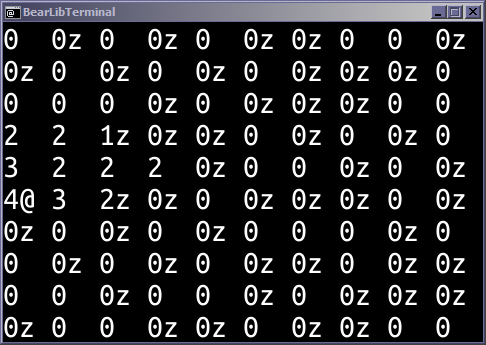 BearLibTerminal
0 0z 0 0z 0 0z 0z 0 0 0z
0z 0 0z 0 0z 0 0z 0z 0z 0
0 0 0 0z 0 0z 0z 0z 0 0
2 2 1z 0z 0z 0 0z 0 0z 0
3 2 2 2 0z 0 0 0z 0 0z
4@ 3 2z 0z 0 0z 0z 0z 0 0z
0z 0 0z 0 0z 0 0 0 0z 0
0 0z 0 0z 0 0z 0 0z 0z 0z
0 0 0z 0 0 0z 0 0z 0z 0z
0z 0 0 0z 0z 0 0z 0z 0 0